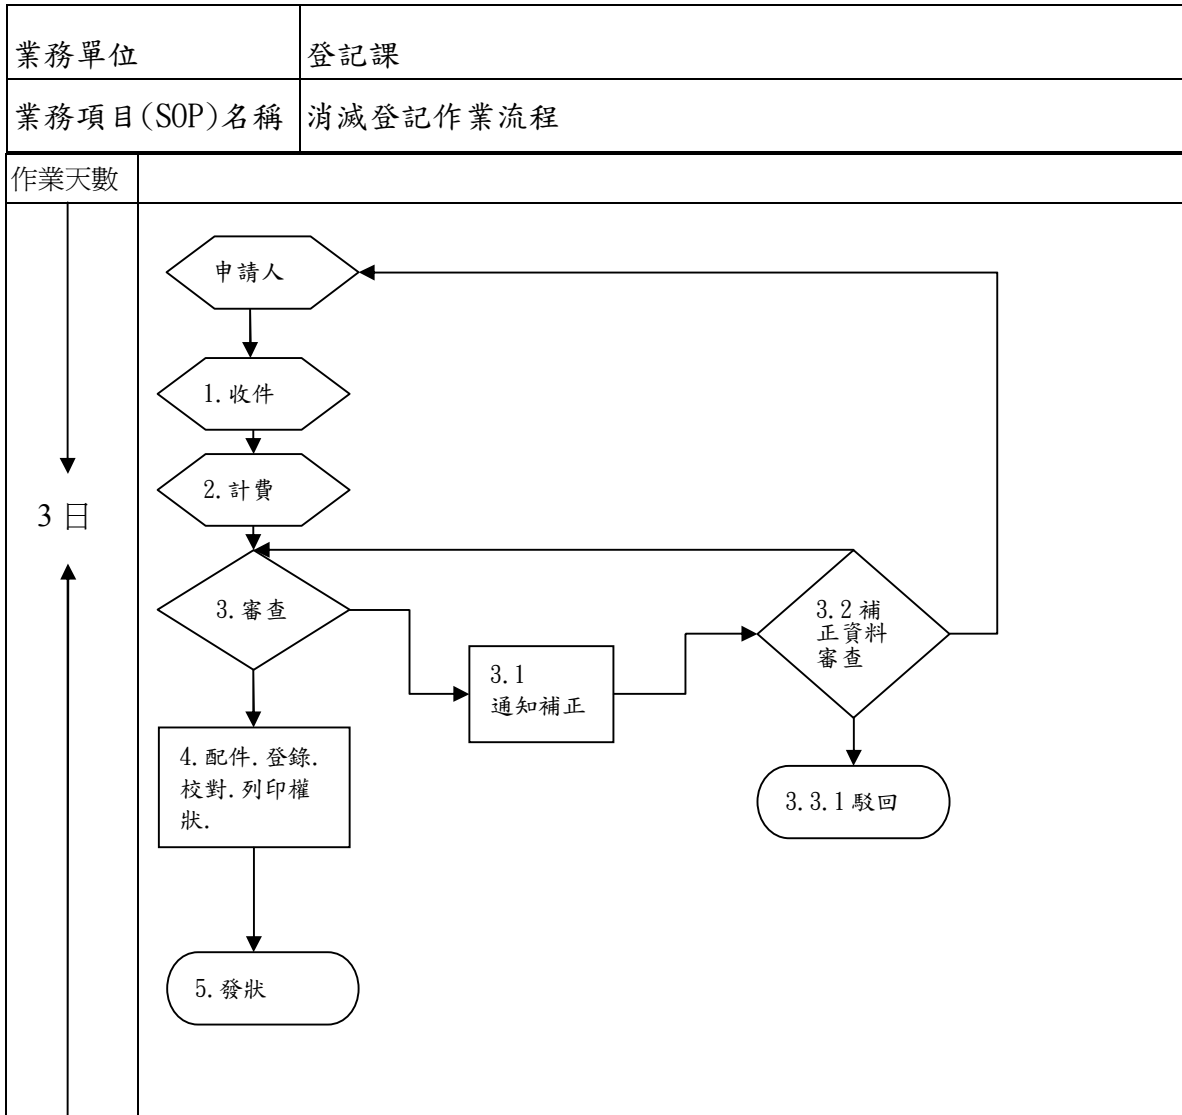 業務單位
登記課
業務項目(SOP)名稱
消滅登記作業流程
作業天數
申請人
1.收件
2.計費
3日
3.審查
3.2補
正資料
審查
3.1
通知補正
4.配件.登錄.
校對.列印權
狀.
3.3.1駁回
5.發狀